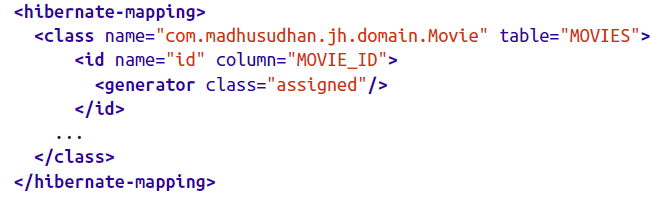 <hibernate-mapping>
  <class name="com.madhusudhan.jh.domain.Movie" table="MOVIES">
      <id name="id" column="MOVIE_ID">
        <generator class="assigned"/>
      </id>
    ...
  </class>
</hibernate-mapping>